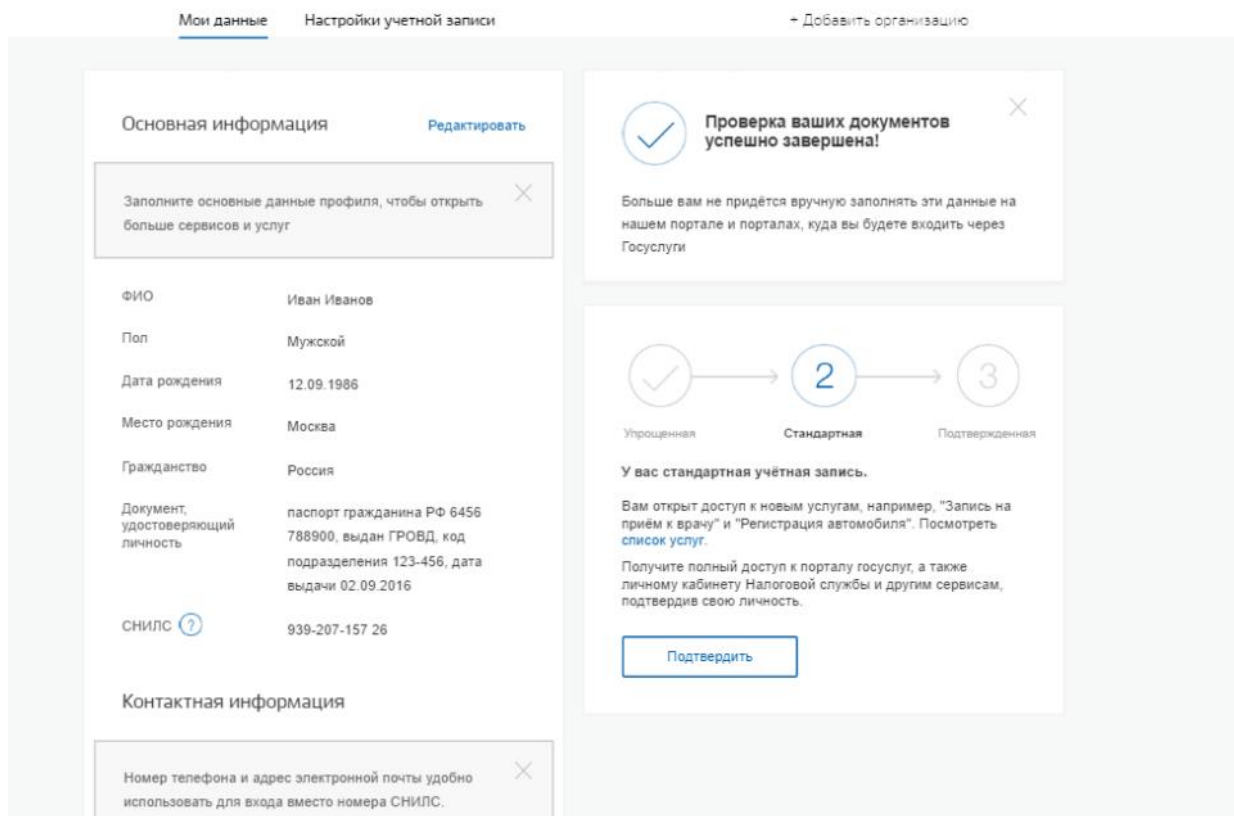 Мои данные
Настройки учетной записи
+ Добавить организацию
Основная информация
Редактировать
Заполните основные данные профиля, чтобы открыть
больше сервисов и услуг
ФИО
Иван Иванов
Пол
Мужской
Дата рождения
12.09.1986
Место рождения
Москва
Гражданство
Россия
Документ,
удостоверяющий
личность
паспорт гражданина РФ 6456
788900, выдан ГРОВД, код
подразделения 123-456, дата
выдачи 02.09.2016
СНИЛС ?
939-207-157 26
Контактная информация
Номер телефона и адрес электронной почты удобно
использовать для входа вместо номера СНИЛС.
Проверка ваших документов
успешно завершена!
Больше вам не придётся вручную заполнять эти данные на
нашем портале и порталах, куда вы будете входить через
Госуслуги
2
3
Упрощенная
Стандартная
Подтвержденная
У вас стандартная учётная запись.
Вам открыт доступ к новым услугам, например, "Запись на
приём к врачу" и "Регистрация автомобиля". Посмотреть
список услуг.
Получите полный доступ к порталу госуслуг, а также
личному кабинету Налоговой службы и другим сервисам,
подтвердив свою личность.
Подтвердить